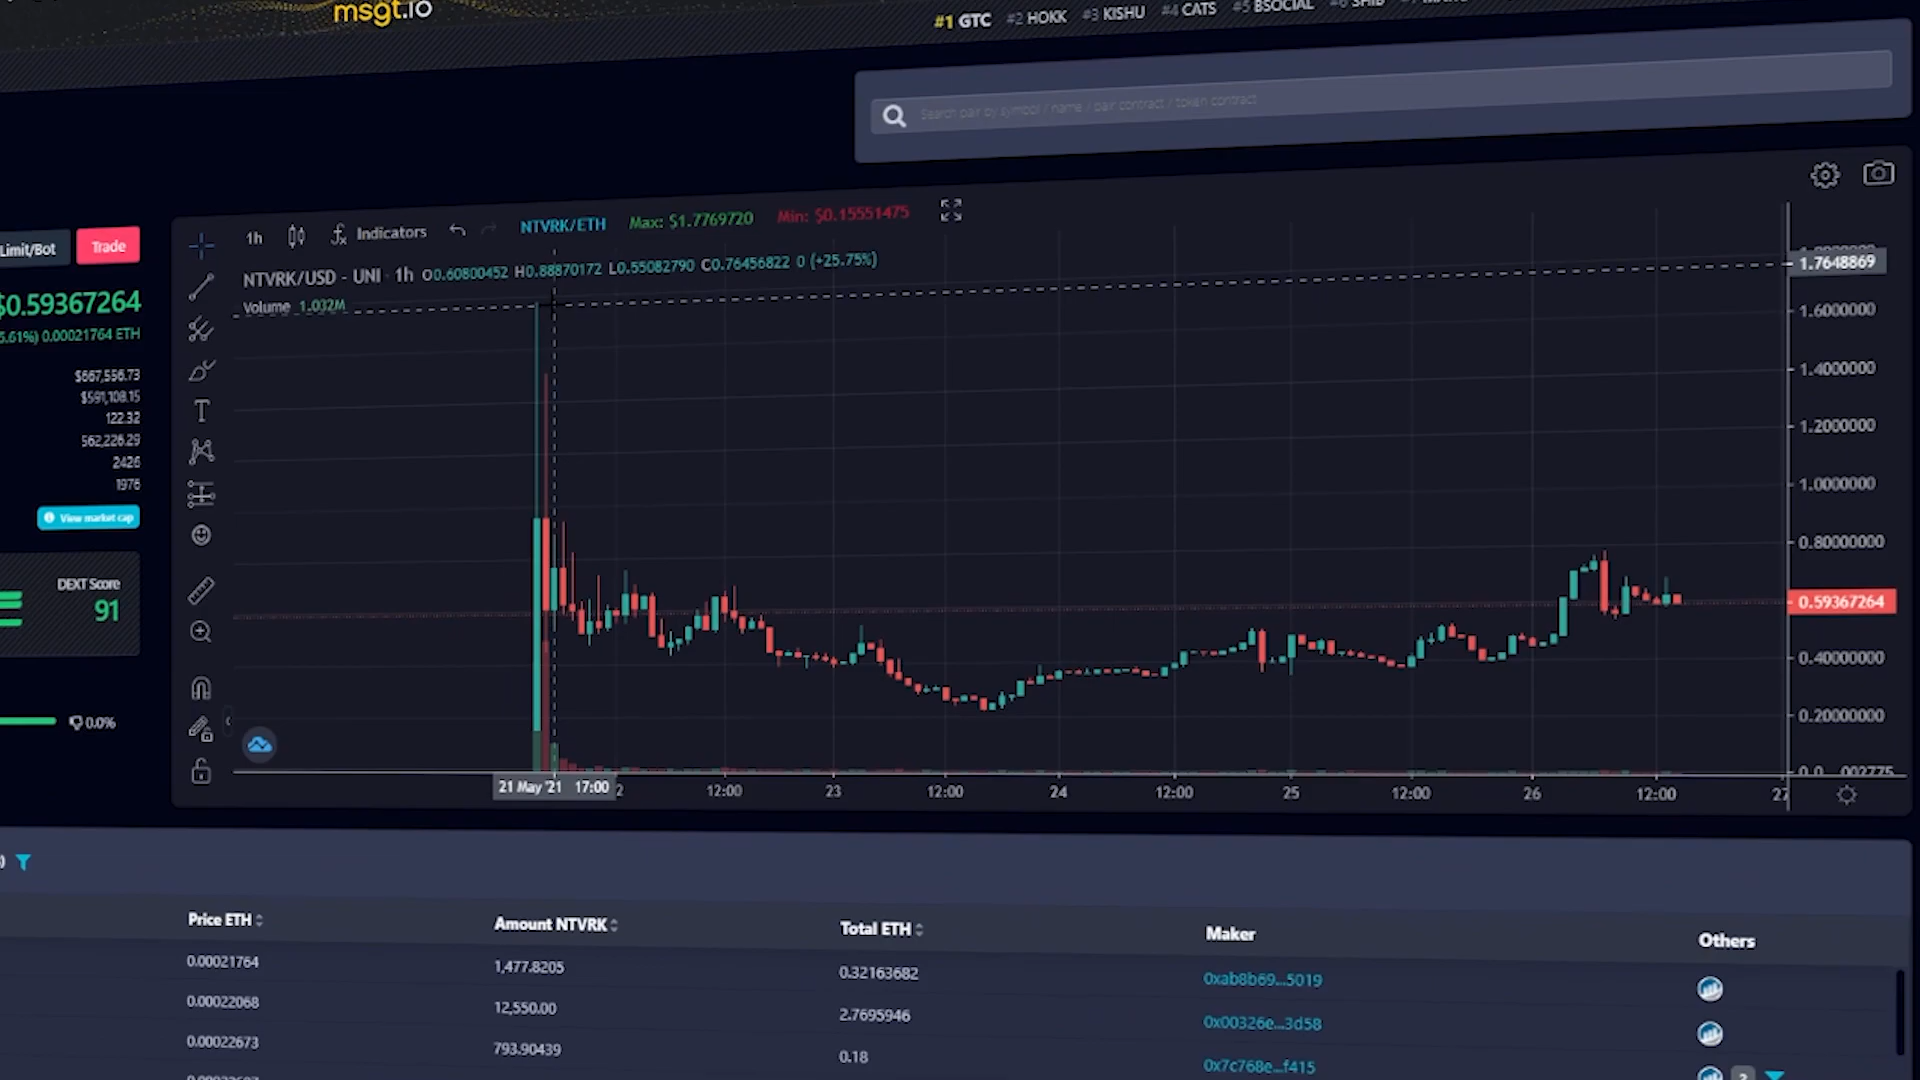 msgt.io
#1 GTC #2 HOKK #3 KISHU #4 CATS #5 BSOCIAL #6 SHIB
Search pair by symbol / name / pair contract / token contract
Limit/Bot Trade
1h Indicators NTVRK/ETH Max: $1.7769720 Min: $0.15551475
NTVRK/USD - UNI · 1h O0.60800452 H0.88870172 L0.55082790 C0.76456822 0 (+25.75%)
Volume 1.032M
$0.59367264
5.61%) 0.00021764 ETH
$667,556.73
$591,108.15
122.32
562,226.29
2426
1976
View market cap
DEXT Score
91
0.0%
1.7648869
1.6000000
1.4000000
1.2000000
1.0000000
0.80000000
0.59367264
0.40000000
0.20000000
21 May '21 17:00 12:00 23 12:00 24 12:00 25 12:00 26 12:00 27
Price ETH Amount NTVRK Total ETH Maker Others
0.00021764 1,477.8205 0.32163682 0xab8b69...5019
0.00022068 12,550.00 2.7695946 0x00326e...3d58
0.00022673 793.90439 0.18 0x7c768e...f415